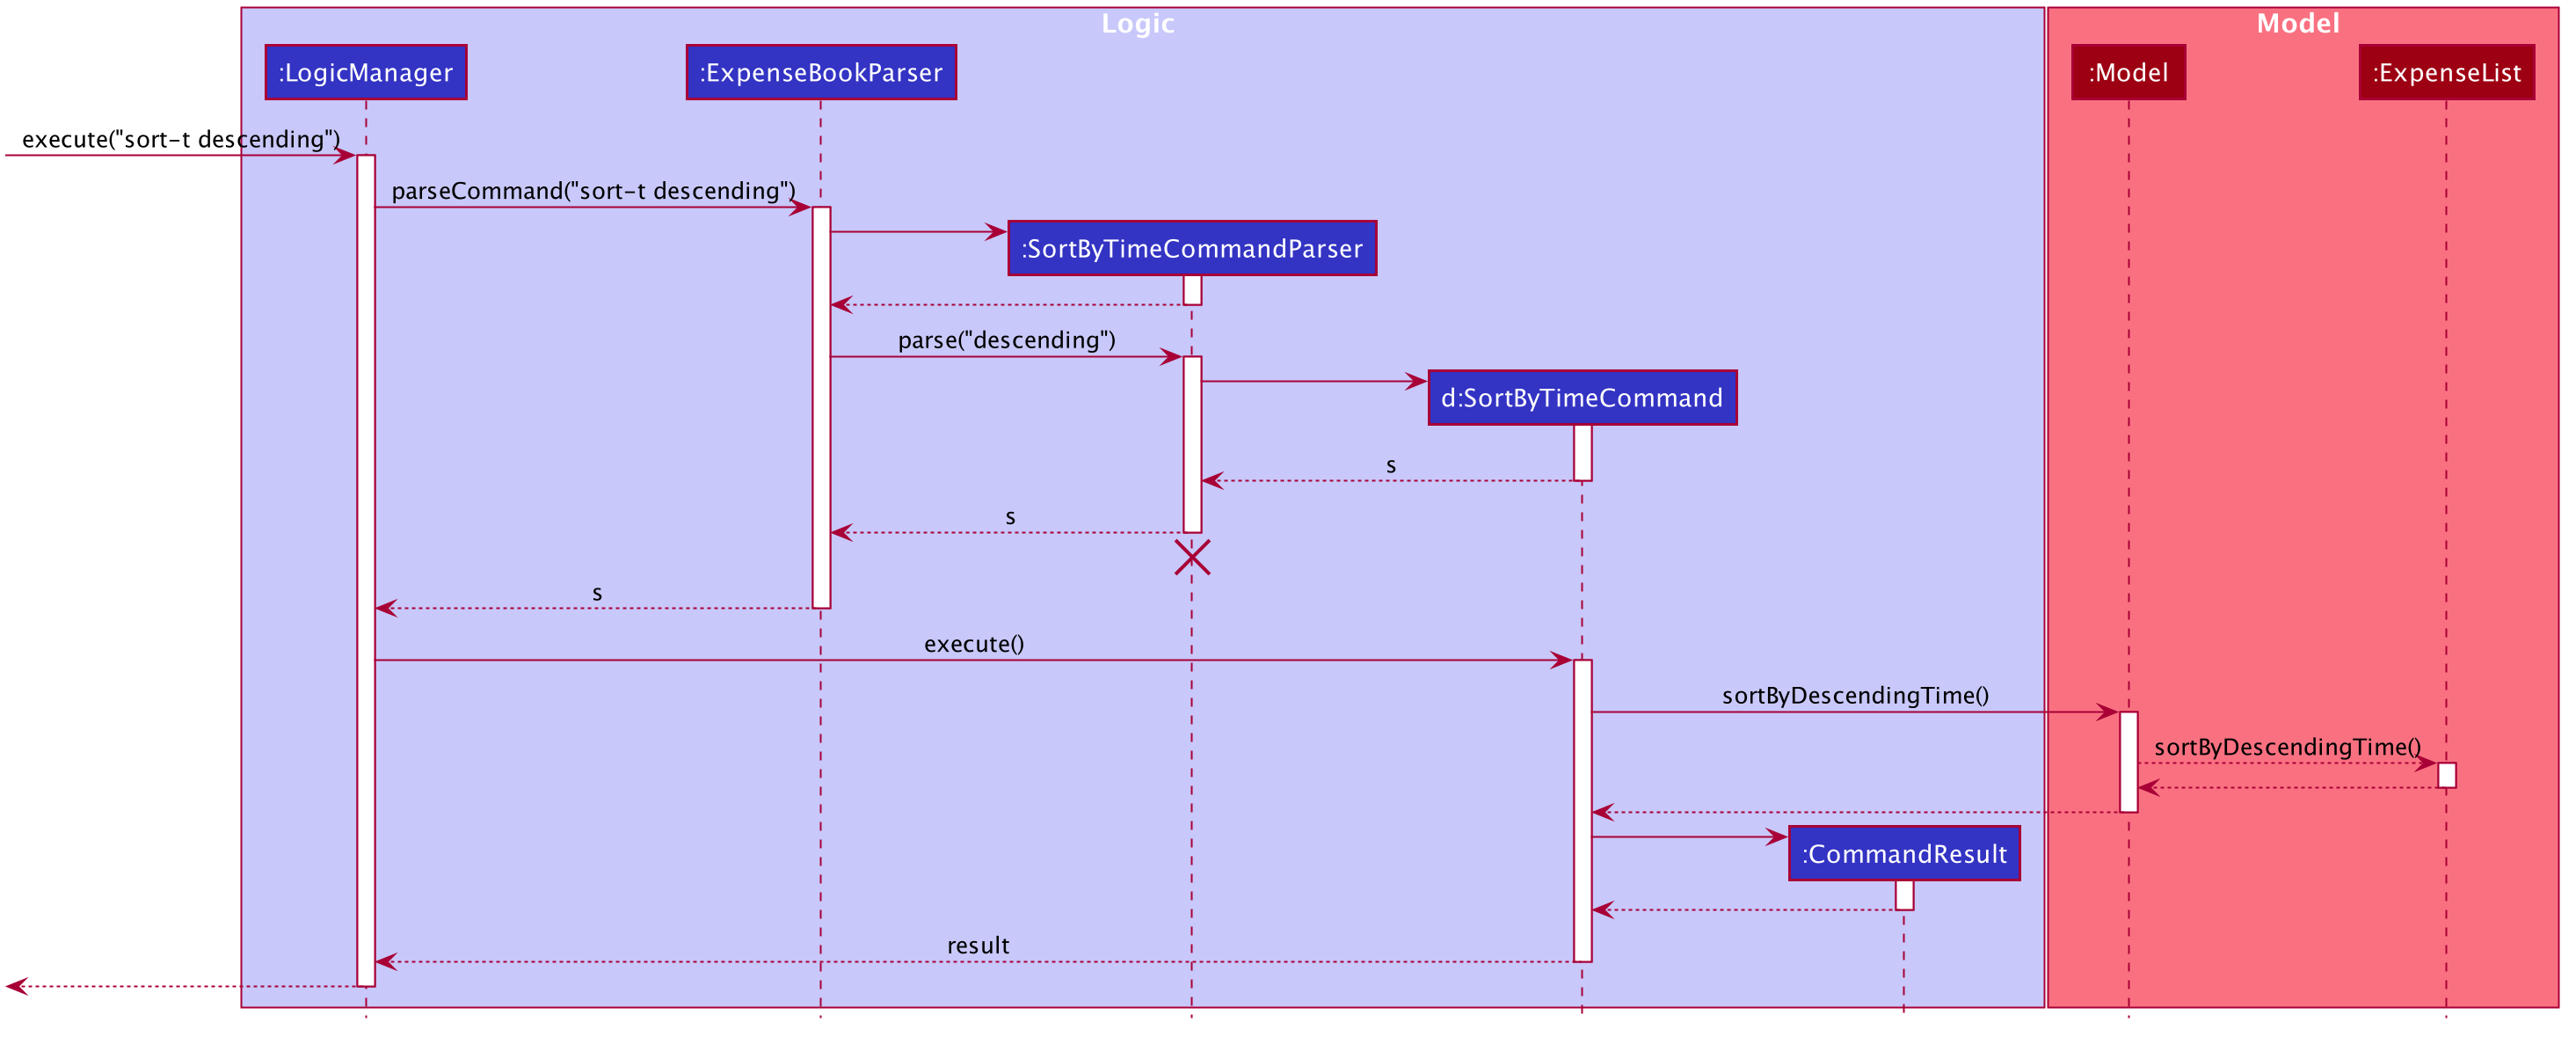 Logic
Model
:LogicManager
:ExpenseBookParser
:Model
:ExpenseList
execute("sort-t descending")
parseCommand("sort-t descending")
:SortByTimeCommandParser
parse("descending")
d:SortByTimeCommand
s
s
s
execute()
sortByDescendingTime()
sortByDescendingTime()
:CommandResult
result